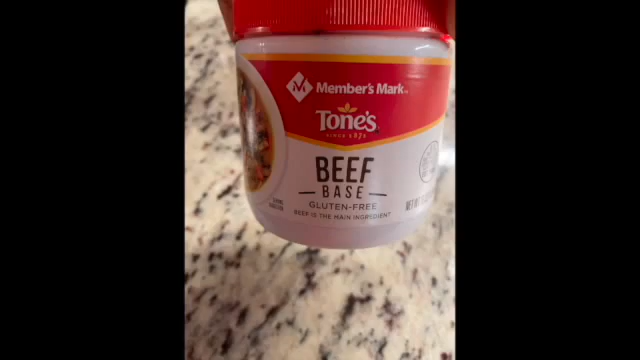 Member's Mark
Tone's
SINCE 1873
BEEF
BASE
GLUTEN-FREE
BEEF IS THE MAIN INGREDIENT